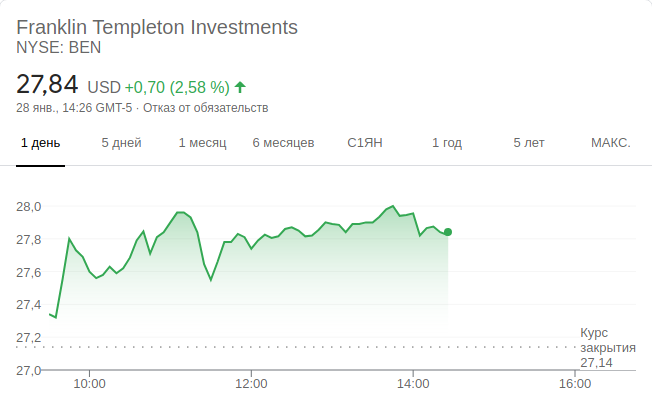 Franklin Templeton Investments
NYSE: BEN
27,84 USD +0,70 (2,58 %)
28 янв., 14:26 GMT-5 · Отказ от обязательств
1 день 5 дней 1 месяц 6 месяцев С1ЯН 1 год 5 лет МАКС.
28,0
27,8
27,6
27,4
27,2
Курс
закрытия
27,14
27,0
10:00 12:00 14:00 16:00